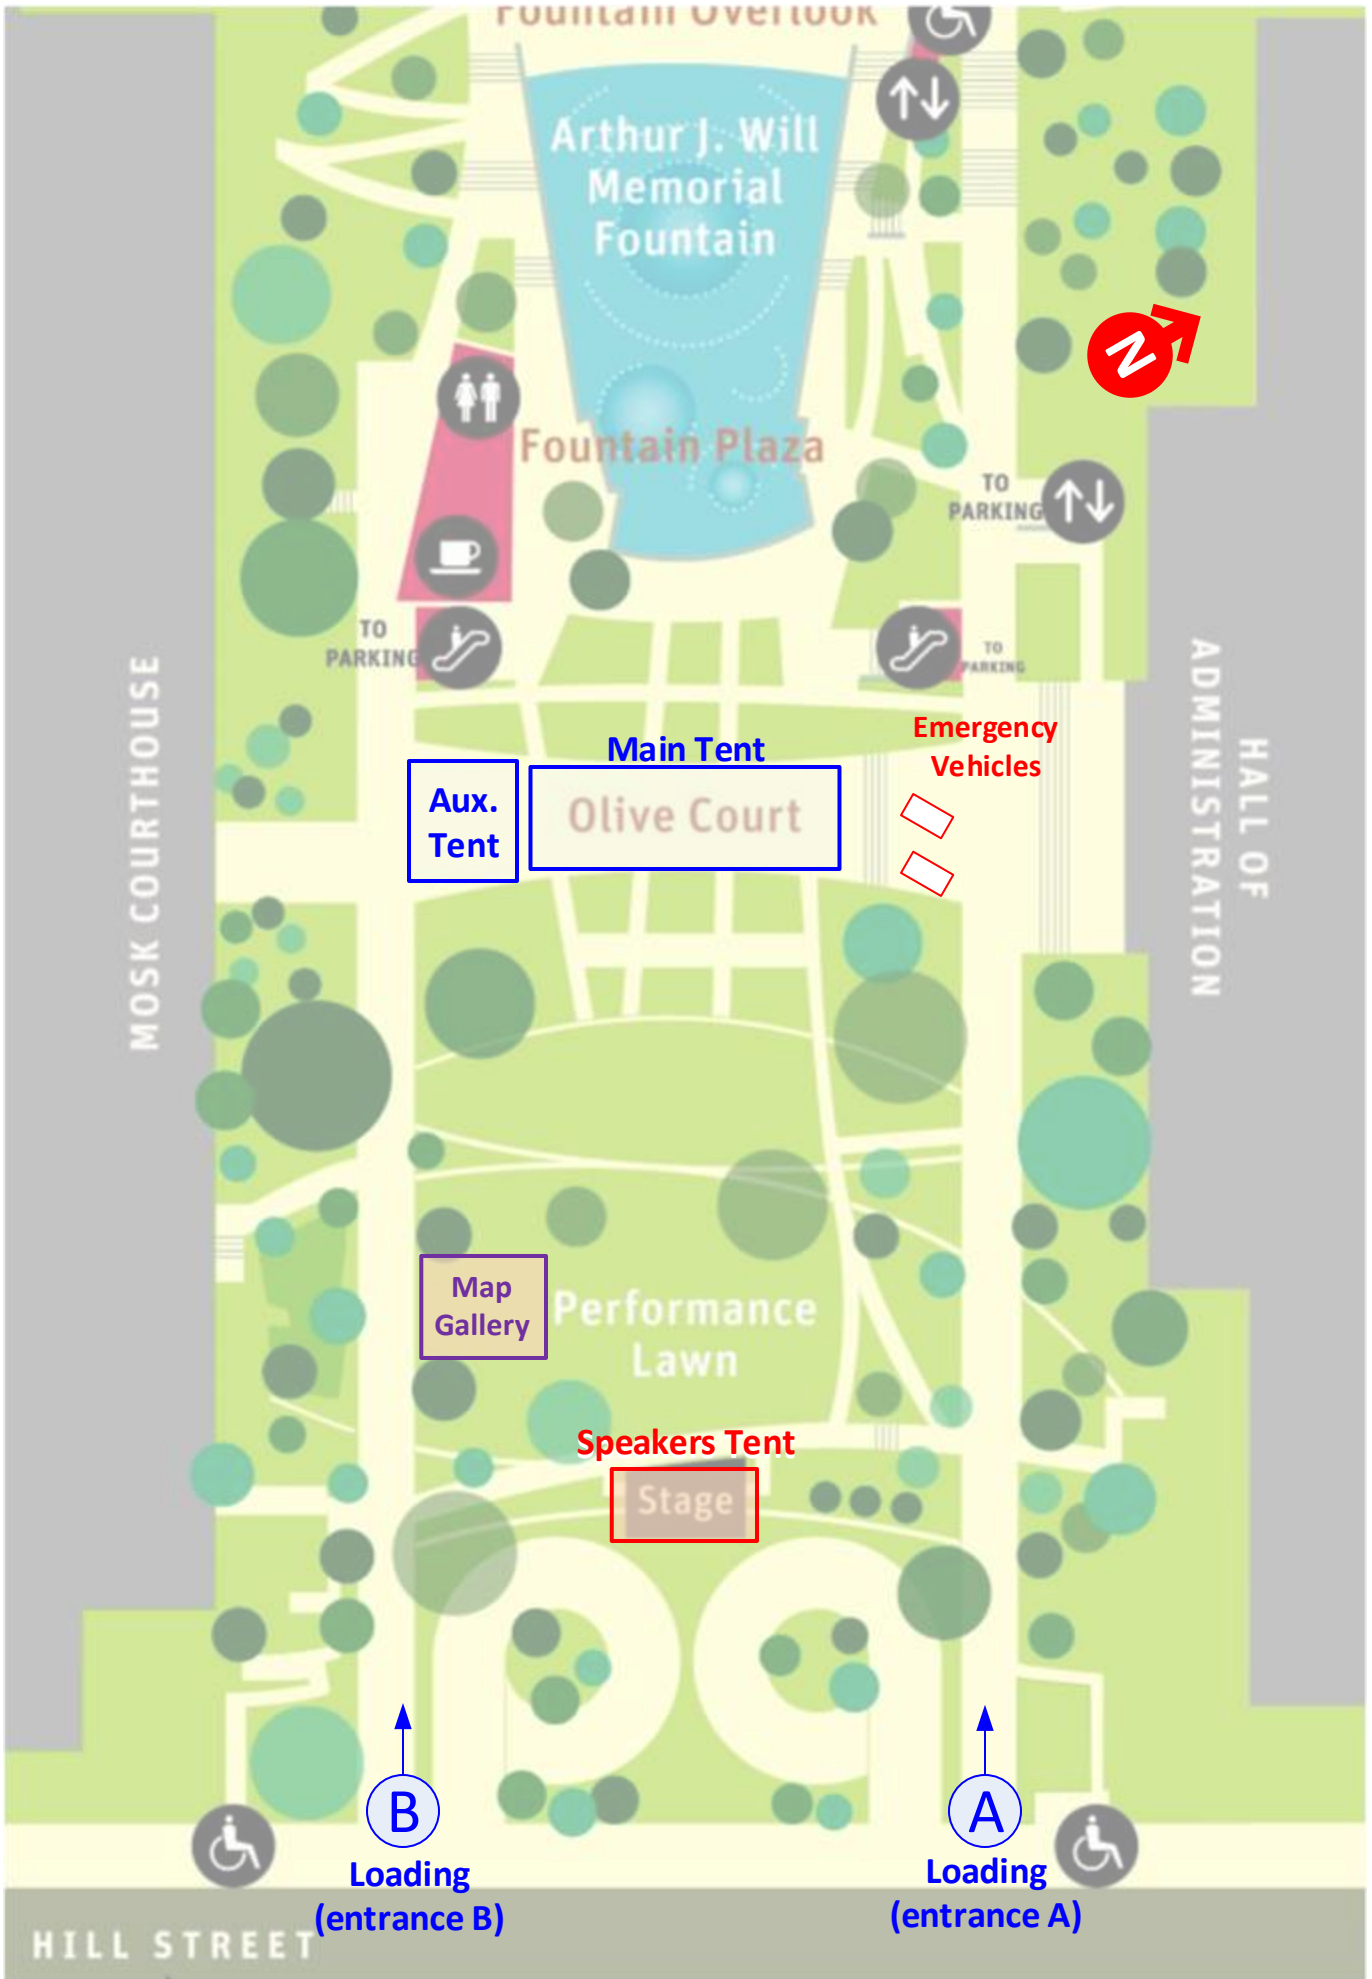 Fountain Overlook
Arthur J. Will
Memorial
Fountain
N
Fountain Plaza
TO
PARKING
TO
PARKING
TO
PARKING
MOSK COURTHOUSE
HALL OF
ADMINISTRATION
Emergency
Vehicles
Main Tent
Aux.
Tent
Olive Court
Map
Gallery
Performance
Lawn
Speakers Tent
Stage
B
A
Loading
(entrance B)
Loading
(entrance A)
HILL STREET